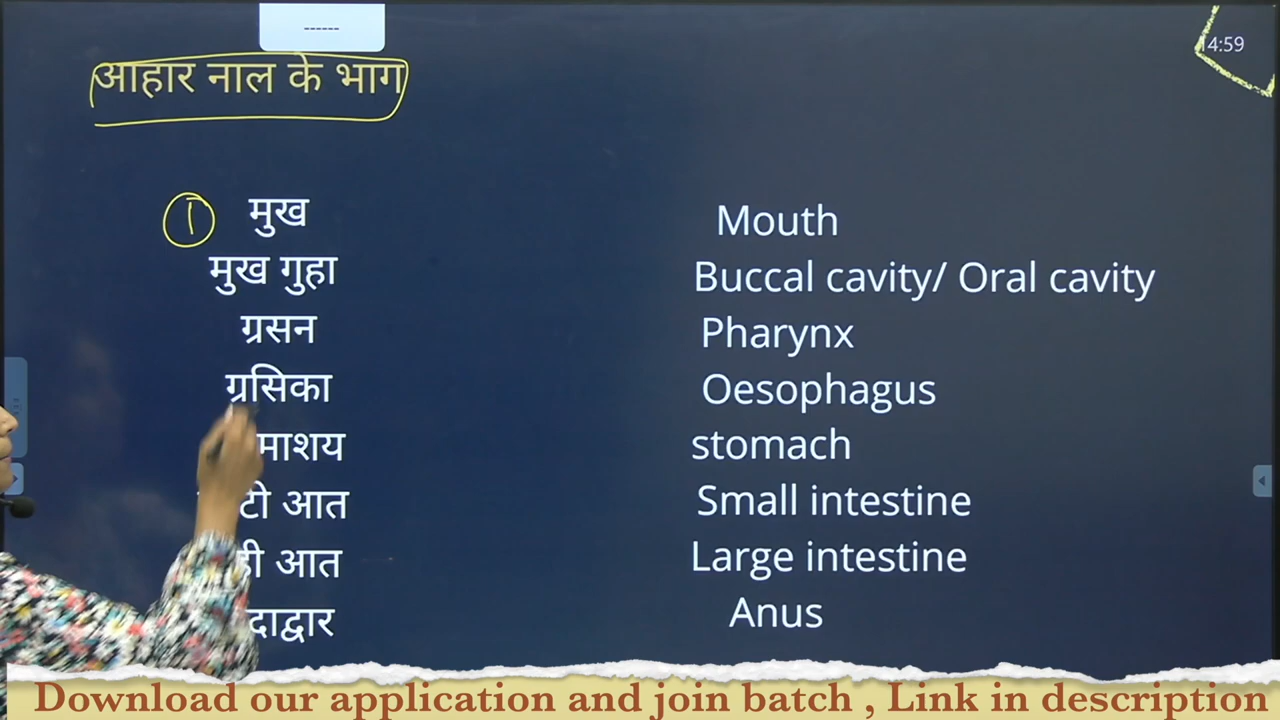 ------
4:59
आहार नाल के भाग
1 मुख Mouth
मुख गुहा Buccal cavity/ Oral cavity
ग्रसन Pharynx
ग्रसिका Oesophagus
माशय stomach
टी आत Small intestine
ही आत Large intestine
दाद्वार Anus
Download our application and join batch , Link in description